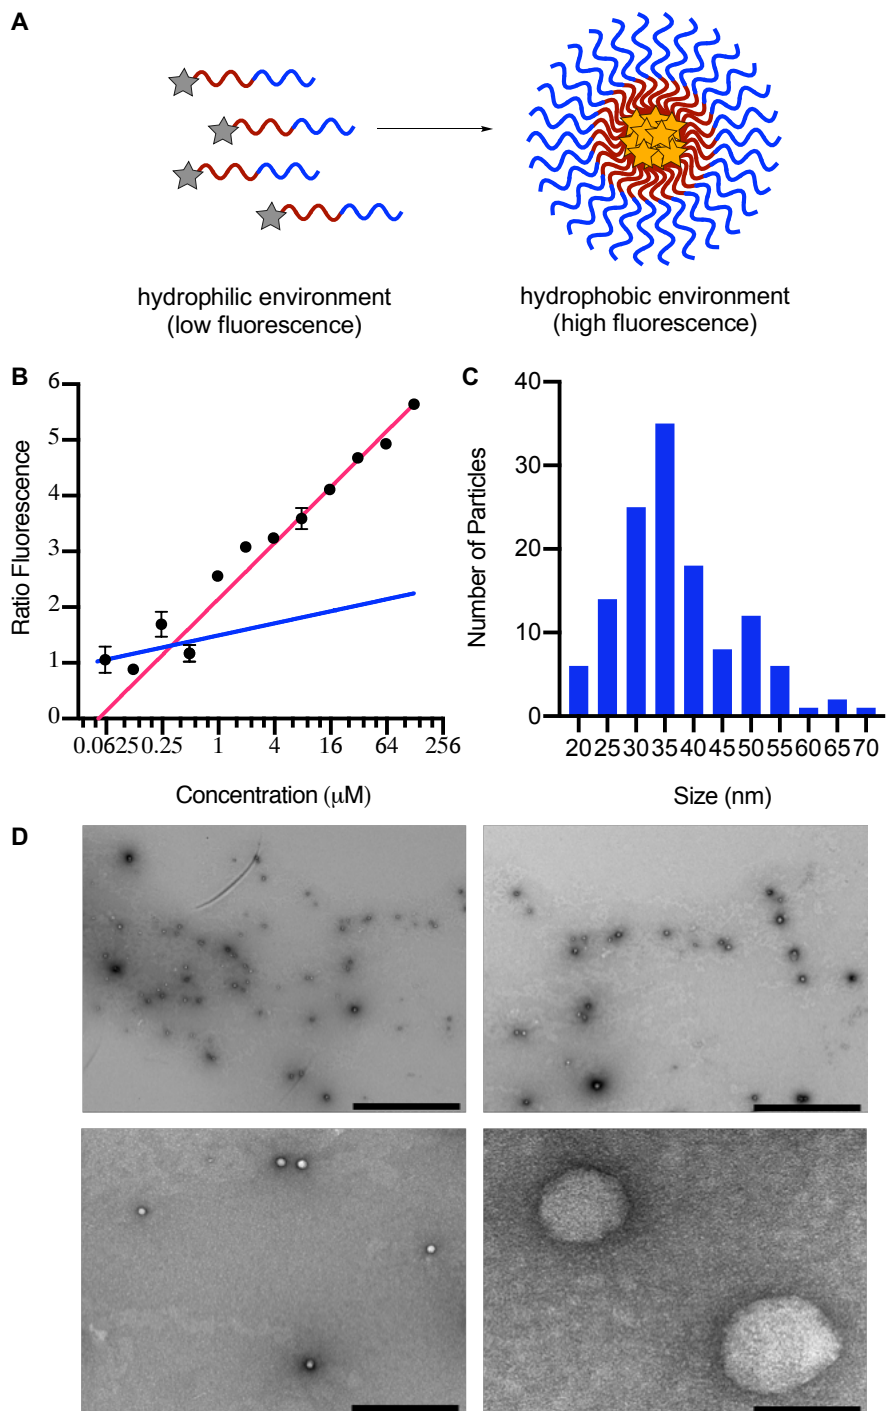 A
hydrophilic environment
(low fluorescence)
hydrophobic environment
(high fluorescence)
B
Ratio Fluorescence
6
5
4
3
2
1
0
0.0625 0.25 1 4 16 64 256
Concentration (μM)
C
Number of Particles
40
30
20
10
0
20 25 30 35 40 45 50 55 60 65 70
Size (nm)
D